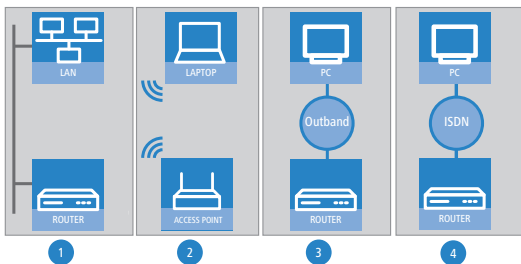 LAN
LAPTOP
PC
PC
Outband
ISDN
ROUTER
ACCESS POINT
ROUTER
ROUTER
1
2
3
4